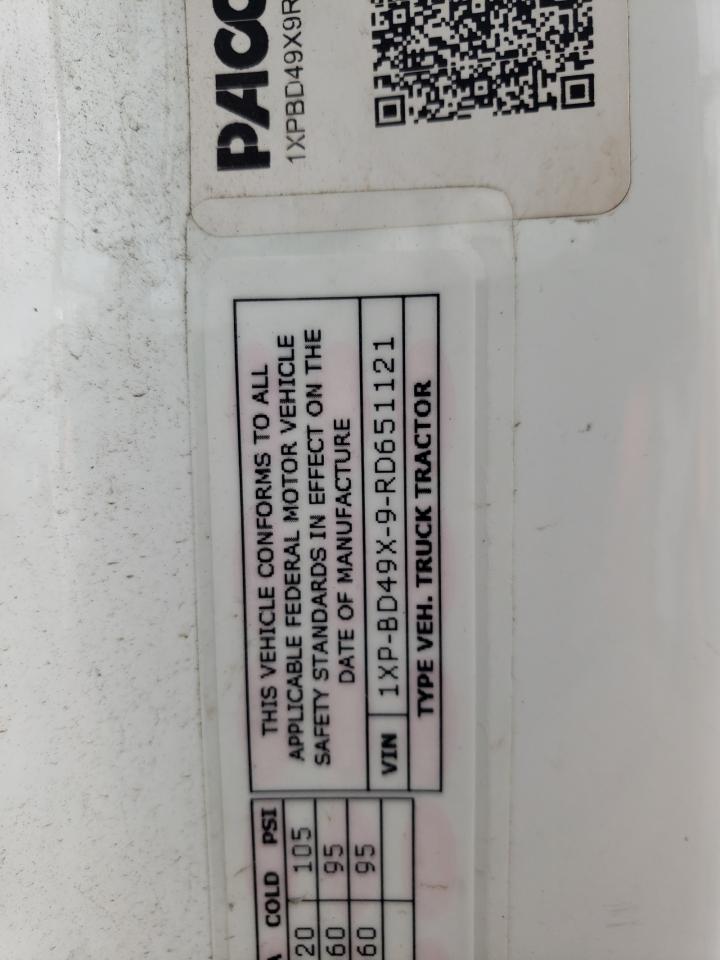 PACC
1XPBD49X9R
THIS VEHICLE CONFORMS TO ALL
APPLICABLE FEDERAL MOTOR VEHICLE
SAFETY STANDARDS IN EFFECT ON THE
DATE OF MANUFACTURE
VIN 1XP-BD49X-9-RD651121
TYPE VEH. TRUCK TRACTOR
COLD PSI
20 105
60 95
60 95